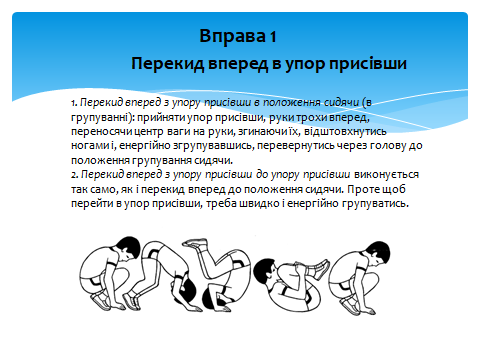 Вправа 1
Перекид вперед в упор присівши
1. Перекид вперед з упору присівши в положення сидячи (в
групуванні): прийняти упор присівши, руки трохи вперед,
переносячи центр ваги на руки, згинаючи їх, відштовхнутись
ногами і, енергійно згрупувавшись, перевернутись через голову до
положення групування сидячи.
2. Перекид вперед з упору присівши до упору присівши виконується
так само, як і перекид вперед до положення сидячи. Проте щоб
перейти в упор присівши, треба швидко і енергійно групуватись.